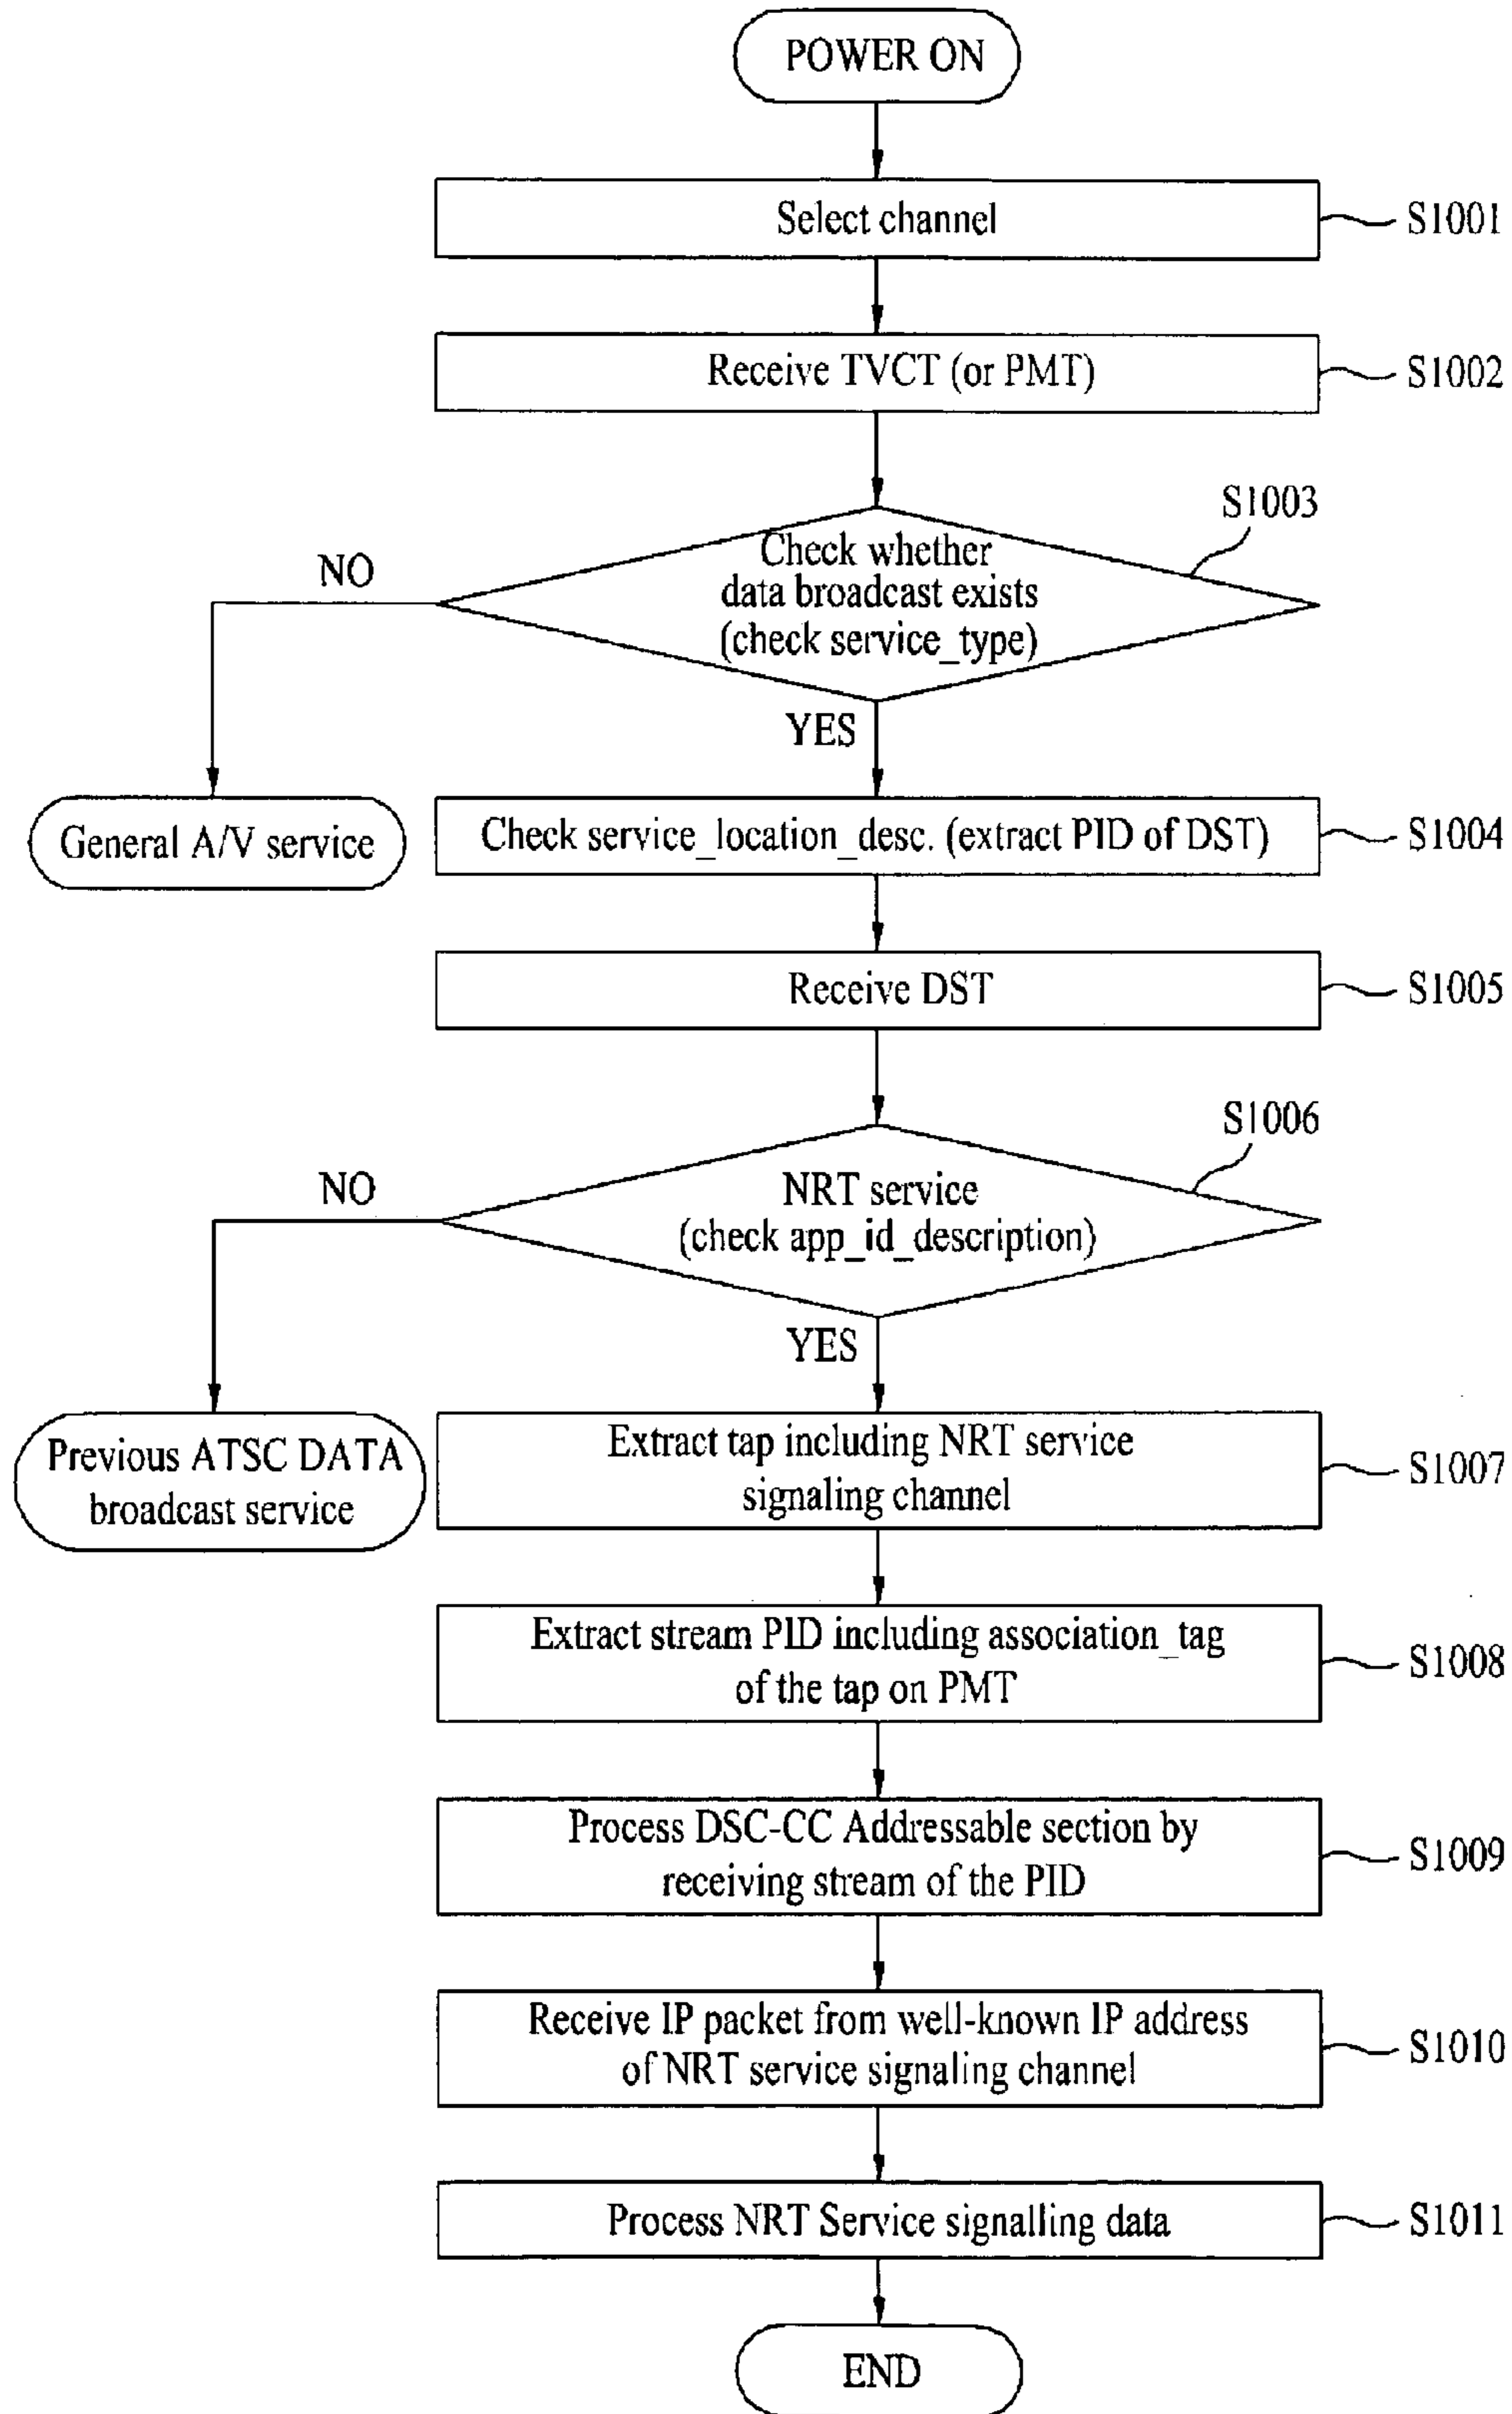 POWER ON
Select channel
S1001
Receive TVCT (or PMT)
S1002
S1003
Check whether
data broadcast exists
(check service_type)
NO
YES
General A/V service
Check service_location_desc. (extract PID of DST)
S1004
Receive DST
S1005
S1006
NRT service
(check app_id_description)
NO
YES
Previous ATSC DATA
broadcast service
Extract tap including NRT service
signaling channel
S1007
Extract stream PID including association_tag
of the tap on PMT
S1008
Process DSC-CC Addressable section by
receiving stream of the PID
S1009
Receive IP packet from well-known IP address
of NRT service signaling channel
S1010
Process NRT Service signalling data
S1011
END